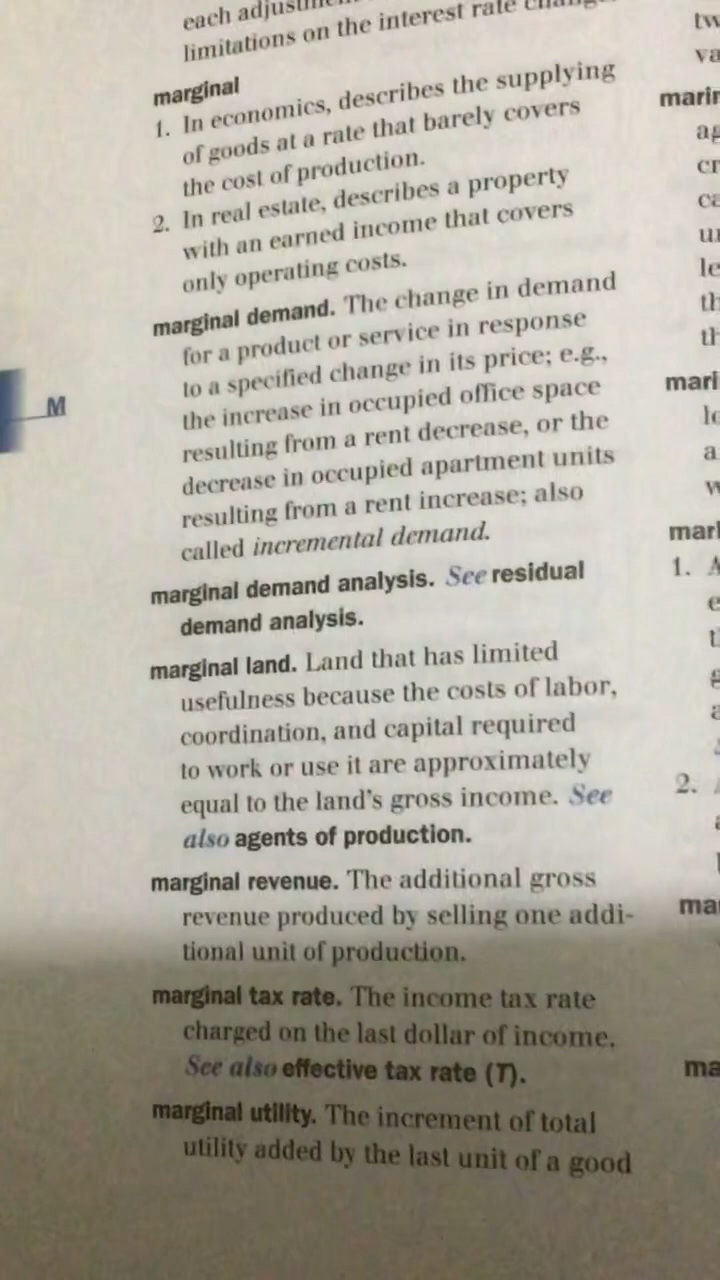 each
limitations on the interest rate
marginal
1. In economics, describes the supplying
of goods at a rate that barely covers
the cost of production.
2. In real estate, describes a property
with an earned income that covers
only operating costs.
marginal demand. The change in demand
for a product or service in response
to a specified change in its price; e.g.,
the increase in occupied office space
resulting from a rent decrease, or the
decrease in occupied apartment units
resulting from a rent increase; also
called incremental demand.
marginal demand analysis. See residual
demand analysis.
marginal land. Land that has limited
usefulness because the costs of labor,
coordination, and capital required
to work or use it are approximately
equal to the land's gross income. See
also agents of production.
marginal revenue. The additional gross
revenue produced by selling one addi-
tional unit of production.
marginal tax rate. The income tax rate
charged on the last dollar of income.
See also effective tax rate (T).
marginal utility. The increment of total
utility added by the last unit of a good
M
1.
2.